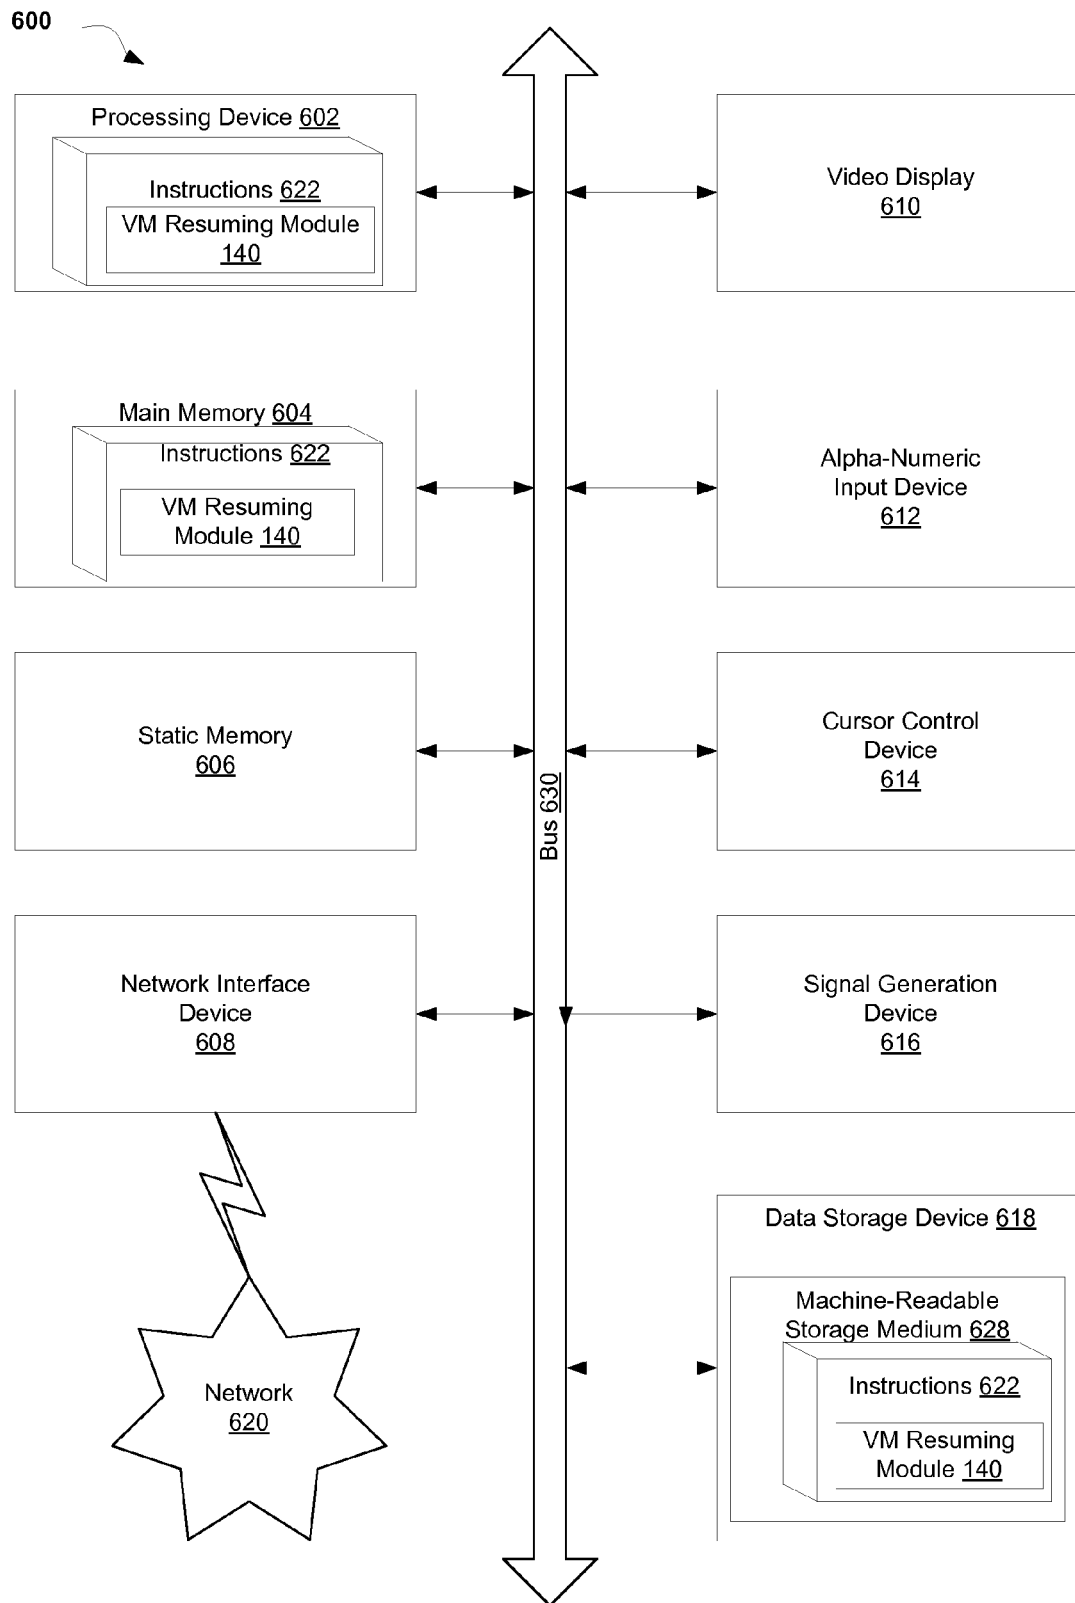 600
Processing Device 602
Instructions 622
VM Resuming Module
140
Video Display
610
Main Memory 604
Instructions 622
VM Resuming
Module 140
Alpha-Numeric
Input Device
612
Static Memory
606
Cursor Control
Device
614
Bus 630
Network Interface
Device
608
Signal Generation
Device
616
Data Storage Device 618
Machine-Readable
Storage Medium 628
Instructions 622
VM Resuming
Module 140
Network
620